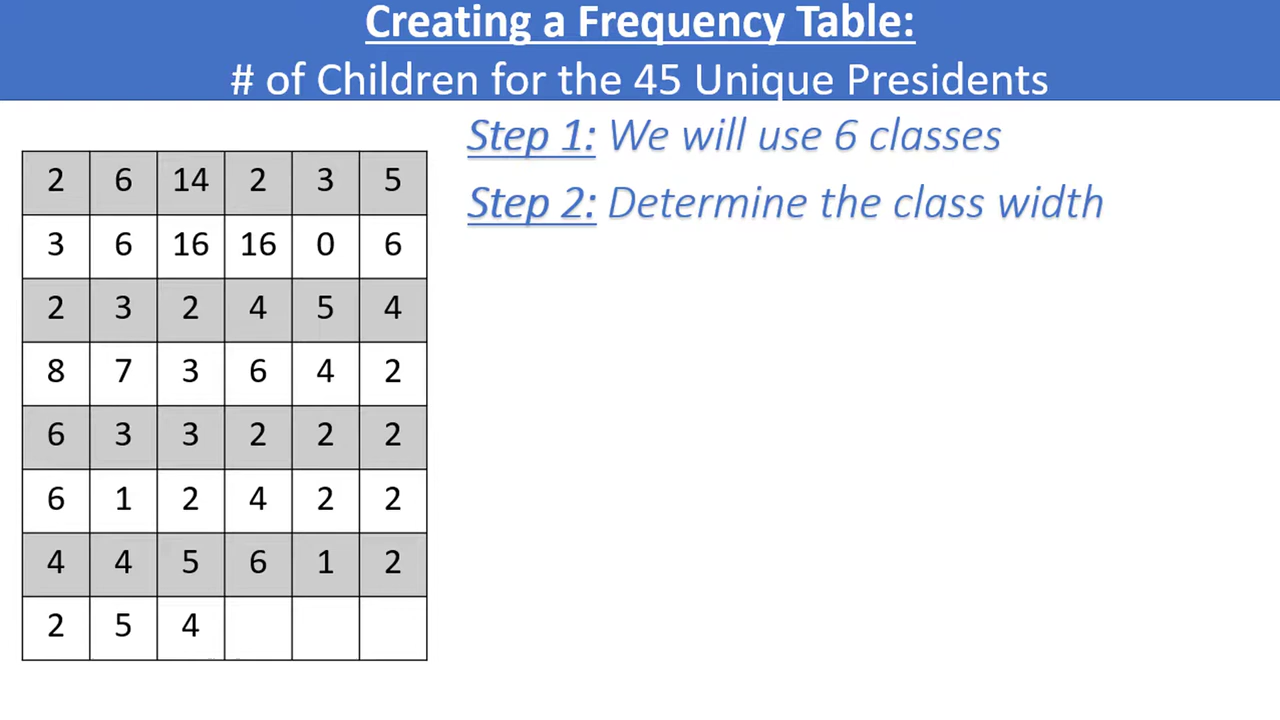 Creating a Frequency Table:
# of Children for the 45 Unique Presidents
Step 1: We will use 6 classes
Step 2: Determine the class width
2 6 14 2 3 5
3 6 16 16 0 6
2 3 2 4 5 4
8 7 3 6 4 2
6 3 3 2 2 2
6 1 2 4 2 2
4 4 5 6 1 2
2 5 4